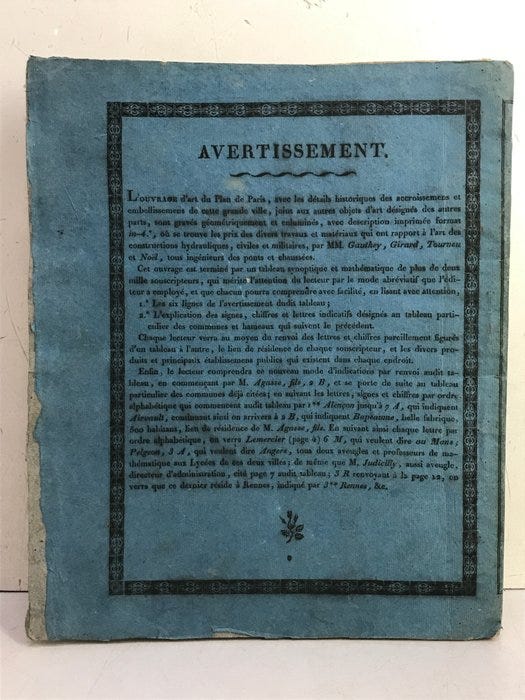 AVERTISSEMENT.
L'OUVRAGE d'art du Plan de Paris, avec les détails historiques des accroissemens et
embellissemens de cette grande ville, joint aux autres objets d'art désignés des autres
parts, sont gravés géométriquement et enluminés, avec description imprimée format
in-4.°, où se trouve les prix des divers travaux et matériaux qui ont rapport à l'art des
constructions hydrauliques, civiles et militaires, par MM. Gauthey, Girard, Tourneu
et Noël, tous ingénieurs des ponts et chaussées.
Cet ouvrage est terminé par un tableau synoptique et mathématique de plus de deux
mille souscripteurs, qui mérite l'attention du lecteur par le mode abréviatif que l'édi-
teur a employé, et que chacun pourra comprendre avec facilité, en lisant avec attention,
1.° Les six lignes de l'avertisement dudit tableau;
2.° L'explication des signes, chiffres et lettres indicatifs désignés au tableau parti-
culier des communes et hameaux qui suivent le précédent.
Chaque lecteur verra au moyen du renvoi des lettres et chiffres pareillement figurés
d'un tableau à l'autre, le lieu de résidence de chaque souscripteur, et les divers pro-
duits et principaux établissements publics qui existent dans chaque endroit.
Enfin, le lecteur comprendra ce nouveau mode d'indications par renvoi audit ta-
bleau, en commençant par M. Agasse, fils, 2 B, et se porte de suite au tableau
particulier des communes déjà citées; en suivant les lettres, signes et chiffres par ordre
alphabétique qui commencent audit tableau par Alençon jusqu'à 7 A, qui indiquent
continuant ainsi on arrivera à 2 B, qui indiquent Bapéaume, belle fabrique,
500 habitans, lieu de résidence de M. Agasse, fils. En suivant ainsi chaque lettre par
ordre alphabétique, on verra Lemercier (page 4) 6 M, qui veulent dire au Mans;
Peigeon, 3 A, qui veulent dire Angers, tous deux aveugles et professeurs de ma-
thématique aux Lycées de ces deux villes; de même que M. Judicilly, aussi aveugle,
directeur d'administration, cité page 7 audit tableau; 3 R renvoyant à la page 22, on
verra que ce dernier réside à Rennes, indiqué par Rennes, &c.